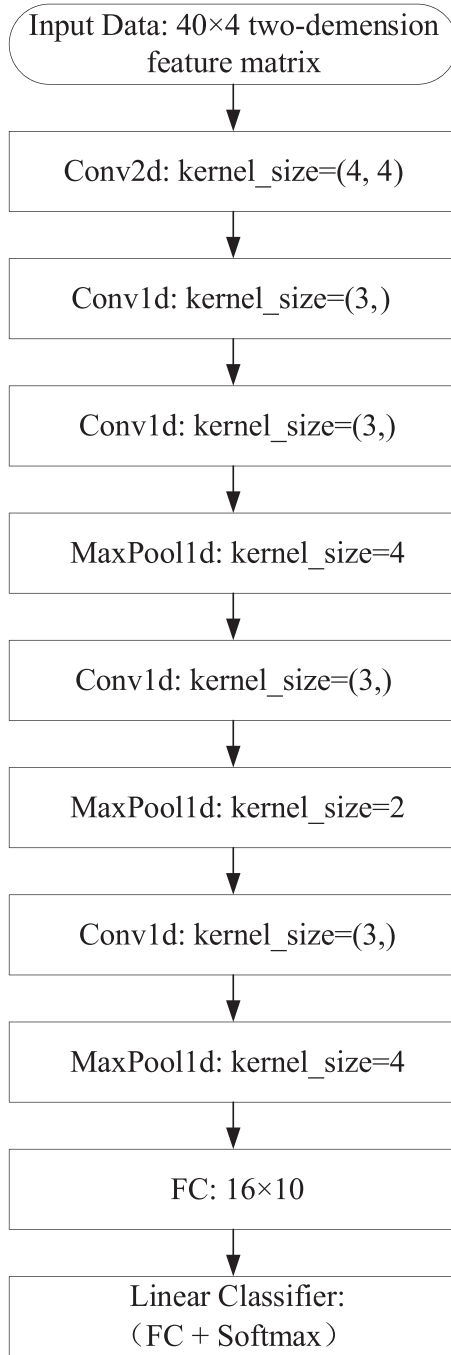 Input Data: 40×4 two-demension
feature matrix
Conv2d: kernel_size=(4, 4)
Conv1d: kernel_size=(3,)
Conv1d: kernel_size=(3,)
MaxPool1d: kernel_size=4
Conv1d: kernel_size=(3,)
MaxPool1d: kernel_size=2
Conv1d: kernel_size=(3,)
MaxPool1d: kernel_size=4
FC: 16×10
Linear Classifier:
（FC + Softmax）